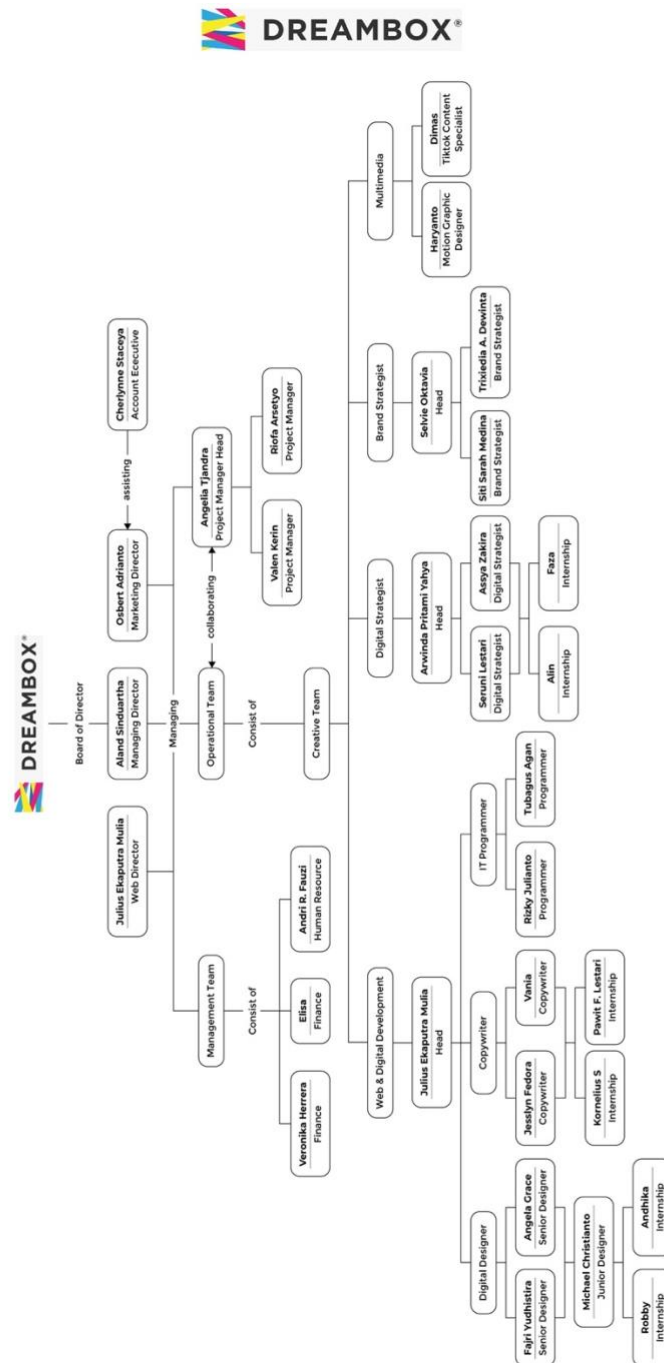 DREAMBOX®
DREAMBOX®
Board of Director
Julius Ekaputra Mulia
Web Director
Aland Sinduartha
Managing Director
Osbert Adrianto
Marketing Director
assisting
Cherlynne Staceya
Account Ececutive
Managing
Management Team
Operational Team
collaborating
Angelia Tjandra
Project Manager Head
Consist of
Consist of
Valen Kerin
Project Manager
Riofa Arsetyo
Project Manager
Veronika Herrera
Finance
Elisa
Finance
Andri R. Fauzi
Human Resource
Creative Team
Web & Digital Development
Digital Strategist
Brand Strategist
Multimedia
Julius Ekaputra Mulia
Head
Arwinda Pritami Yahya
Head
Selvie Oktavia
Head
Haryanto
Motion Graphic
Designer
Dimas
Tiktok Content
Specialist
Digital Designer
Copywriter
IT Programmer
Seruni Lestari
Digital Strategist
Assya Zakira
Digital Strategist
Siti Sarah Medina
Brand Strategist
Trixiedia A. Dewinta
Brand Strategist
Fajri Yudhistira
Senior Designer
Angela Grace
Senior Designer
Jesslyn Fedora
Copywriter
Vania
Copywriter
Rizky Julianto
Programmer
Tubagus Agan
Programmer
Alin
Internship
Faza
Internship
Michael Christianto
Junior Designer
Kornelius S
Internship
Pawit F. Lestari
Internship
Robby
Internship
Andhika
Internship